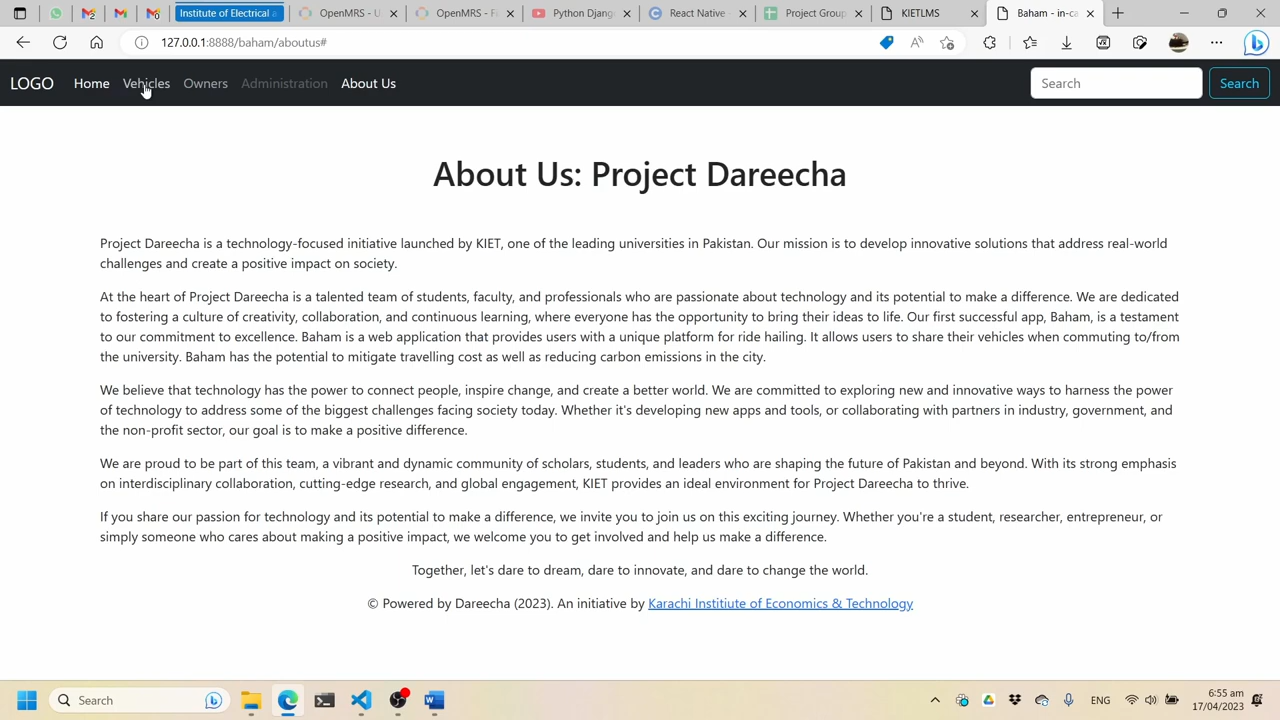 Institute of Electrical a
OpenMRS - U
OpenMRS - F
Python Djang
React Native -
Project Group
NETLIMS
Baham - in-ca
127.0.0.1:8888/baham/aboutus#
LOGO Home Vehicles Owners Administration About Us Search Search
About Us: Project Dareecha
Project Dareecha is a technology-focused initiative launched by KIET, one of the leading universities in Pakistan. Our mission is to develop innovative solutions that address real-world
challenges and create a positive impact on society.
At the heart of Project Dareecha is a talented team of students, faculty, and professionals who are passionate about technology and its potential to make a difference. We are dedicated
to fostering a culture of creativity, collaboration, and continuous learning, where everyone has the opportunity to bring their ideas to life. Our first successful app, Baham, is a testament
to our commitment to excellence. Baham is a web application that provides users with a unique platform for ride hailing. It allows users to share their vehicles when commuting to/from
the university. Baham has the potential to mitigate travelling cost as well as reducing carbon emissions in the city.
We believe that technology has the power to connect people, inspire change, and create a better world. We are committed to exploring new and innovative ways to harness the power
of technology to address some of the biggest challenges facing society today. Whether it's developing new apps and tools, or collaborating with partners in industry, government, and
the non-profit sector, our goal is to make a positive difference.
We are proud to be part of this team, a vibrant and dynamic community of scholars, students, and leaders who are shaping the future of Pakistan and beyond. With its strong emphasis
on interdisciplinary collaboration, cutting-edge research, and global engagement, KIET provides an ideal environment for Project Dareecha to thrive.
If you share our passion for technology and its potential to make a difference, we invite you to join us on this exciting journey. Whether you're a student, researcher, entrepreneur, or
simply someone who cares about making a positive impact, we welcome you to get involved and help us make a difference.
Together, let's dare to dream, dare to innovate, and dare to change the world.
© Powered by Dareecha (2023). An initiative by Karachi Institiute of Economics & Technology
Search
ENG
6:55 am
17/04/2023